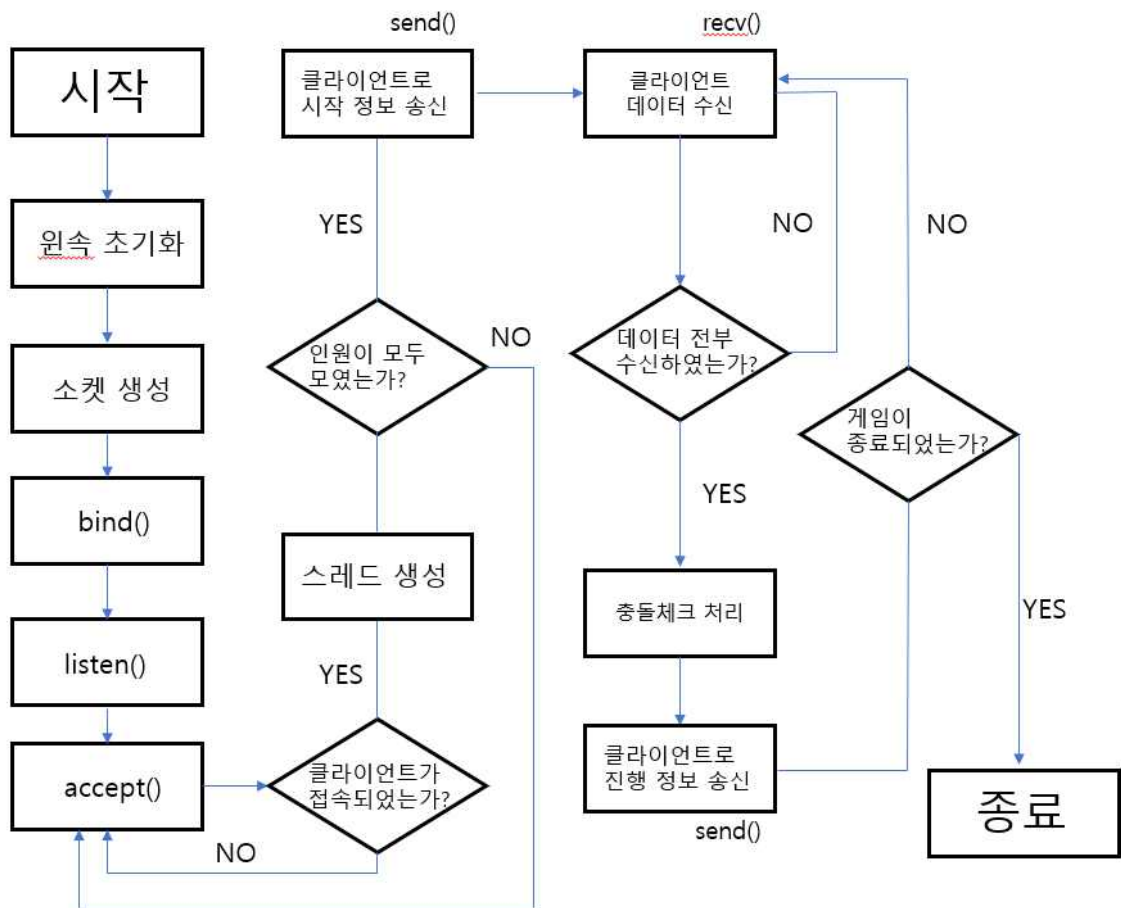 시작
윈속 초기화
소켓 생성
bind()
listen()
accept()
클라이언트가
접속되었는가?
NO
YES
스레드 생성
인원이 모두
모였는가?
NO
YES
send()
클라이언트로
시작 정보 송신
recv()
클라이언트
데이터 수신
데이터 전부
수신하였는가?
NO
YES
충돌체크 처리
클라이언트로
진행 정보 송신
send()
게임이
종료되었는가?
NO
YES
종료